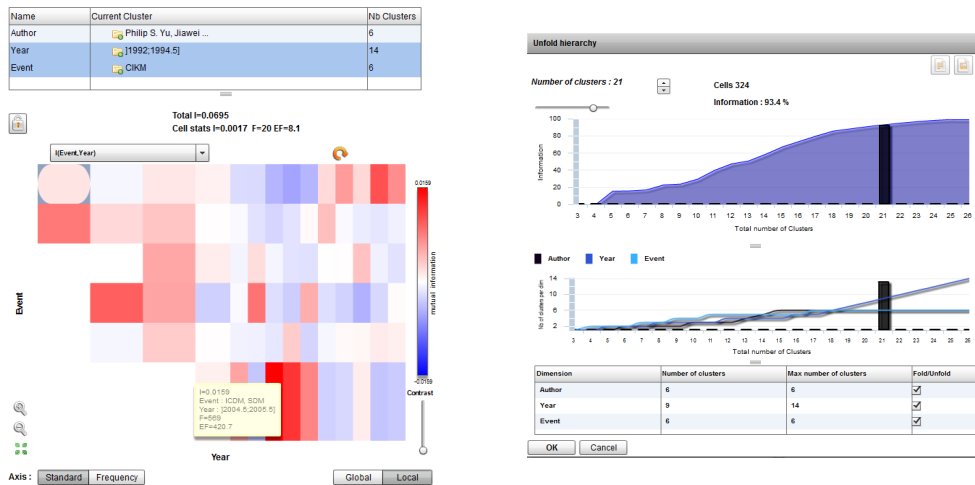 Name Current Cluster Nb Clusters
Author Philip S. Yu, Jiawei ... 6
Year ]1992;1994.5] 14
Event CIKM 6
Total I=0.0695
Cell stats I=0.0017 F=20 EF=8.1
I(Event,Year)
0.0159
mutual information
-0.0159
Event
I=0.0159
Event : ICDM, SDM
Year : ]2004.5;2005.5]
F=569
EF=420.7
Contrast
Year
Axis : Standard Frequency Global Local
Unfold hierarchy
Number of clusters : 21
Cells 324
Information : 93.4 %
Information
100
80
60
40
20
0
3 4 5 6 7 8 9 10 11 12 13 14 15 16 17 18 19 20 21 22 23 24 25 26
Total number of Clusters
Author Year Event
Nb of clusters per dim
14
10
6
2
3 4 5 6 7 8 9 10 11 12 13 14 15 16 17 18 19 20 21 22 23 24 25 26
Total number of Clusters
Dimension Number of clusters Max number of clusters Fold/Unfold
Author 6 6
Year 9 14
Event 6 6
OK Cancel